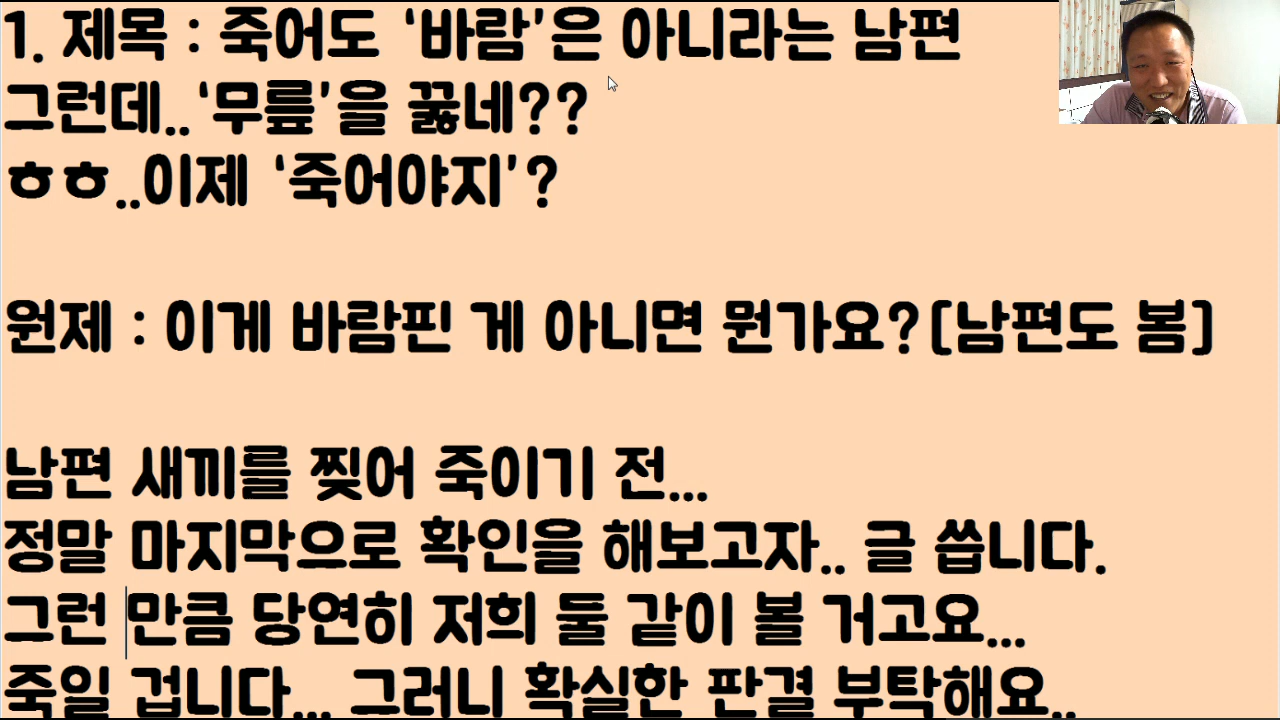 1. 제목 : 죽어도 ‘바람’은 아니라는 남편
그런데..‘무릎’을 꿇네??
ㅎㅎ..이제 ‘죽어야지’?
원제 : 이게 바람핀 게 아니면 뭔가요?[남편도 봄]
남편 새끼를 찢어 죽이기 전...
정말 마지막으로 확인을 해보고자.. 글 씁니다.
그런 만큼 당연히 저희 둘 같이 볼 거고요...
죽일 겁니다... 그러니 확실한 판결 부탁해요..